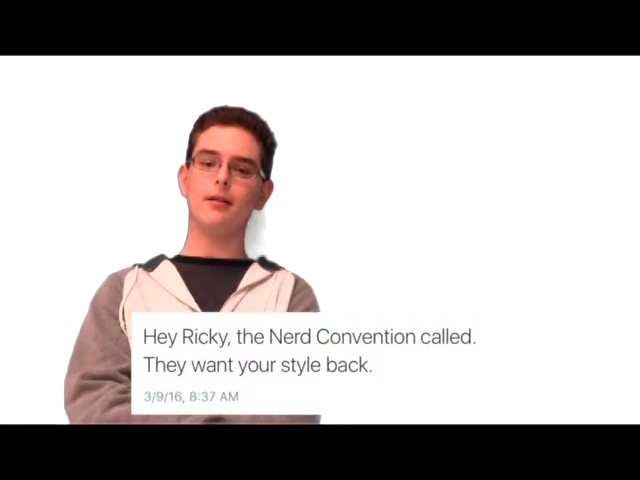 Hey Ricky, the Nerd Convention called.
They want your style back.
3/9/16, 8:37 AM